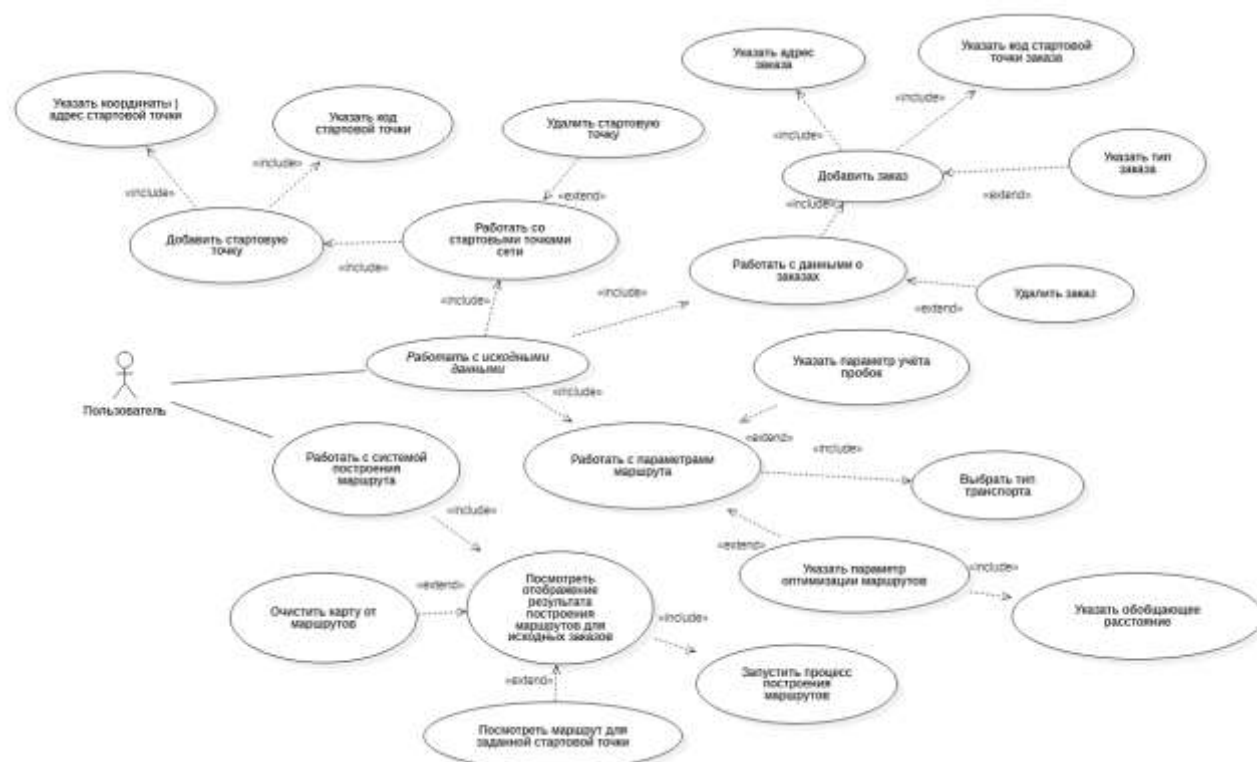 Указать адрес
заказа
Указать код стартовой
точки заказа
Указать координаты |
адрес стартовой точки
Указать код
стартовой точки
Удалить стартовую
точку
«include»
«include»
Указать тип
заказа
Добавить заказ
«include»
«include»
«extend»
«extend»
«include»
Добавить стартовую
точку
Работать со
стартовыми точками
сети
«include»
Работать с данными о
заказах
Удалить заказ
«include»
«include»
«extend»
Работать с исходными
данными
Указать параметр учёта
пробок
«include»
Пользователь
Работать с системой
построения
маршрута
Работать с параметрами
маршрута
«extend»
«include»
Выбрать тип
транспорта
«include»
«extend»
Указать параметр
оптимизации маршрутов
«include»
Указать обобщающее
расстояние
Очистить карту от
маршрутов
«extend»
Посмотреть
отображение
результата
построения
маршрутов для
исходных заказов
«include»
Запустить процесс
построения
маршрутов
«extend»
Посмотреть маршрут для
заданной стартовой точки